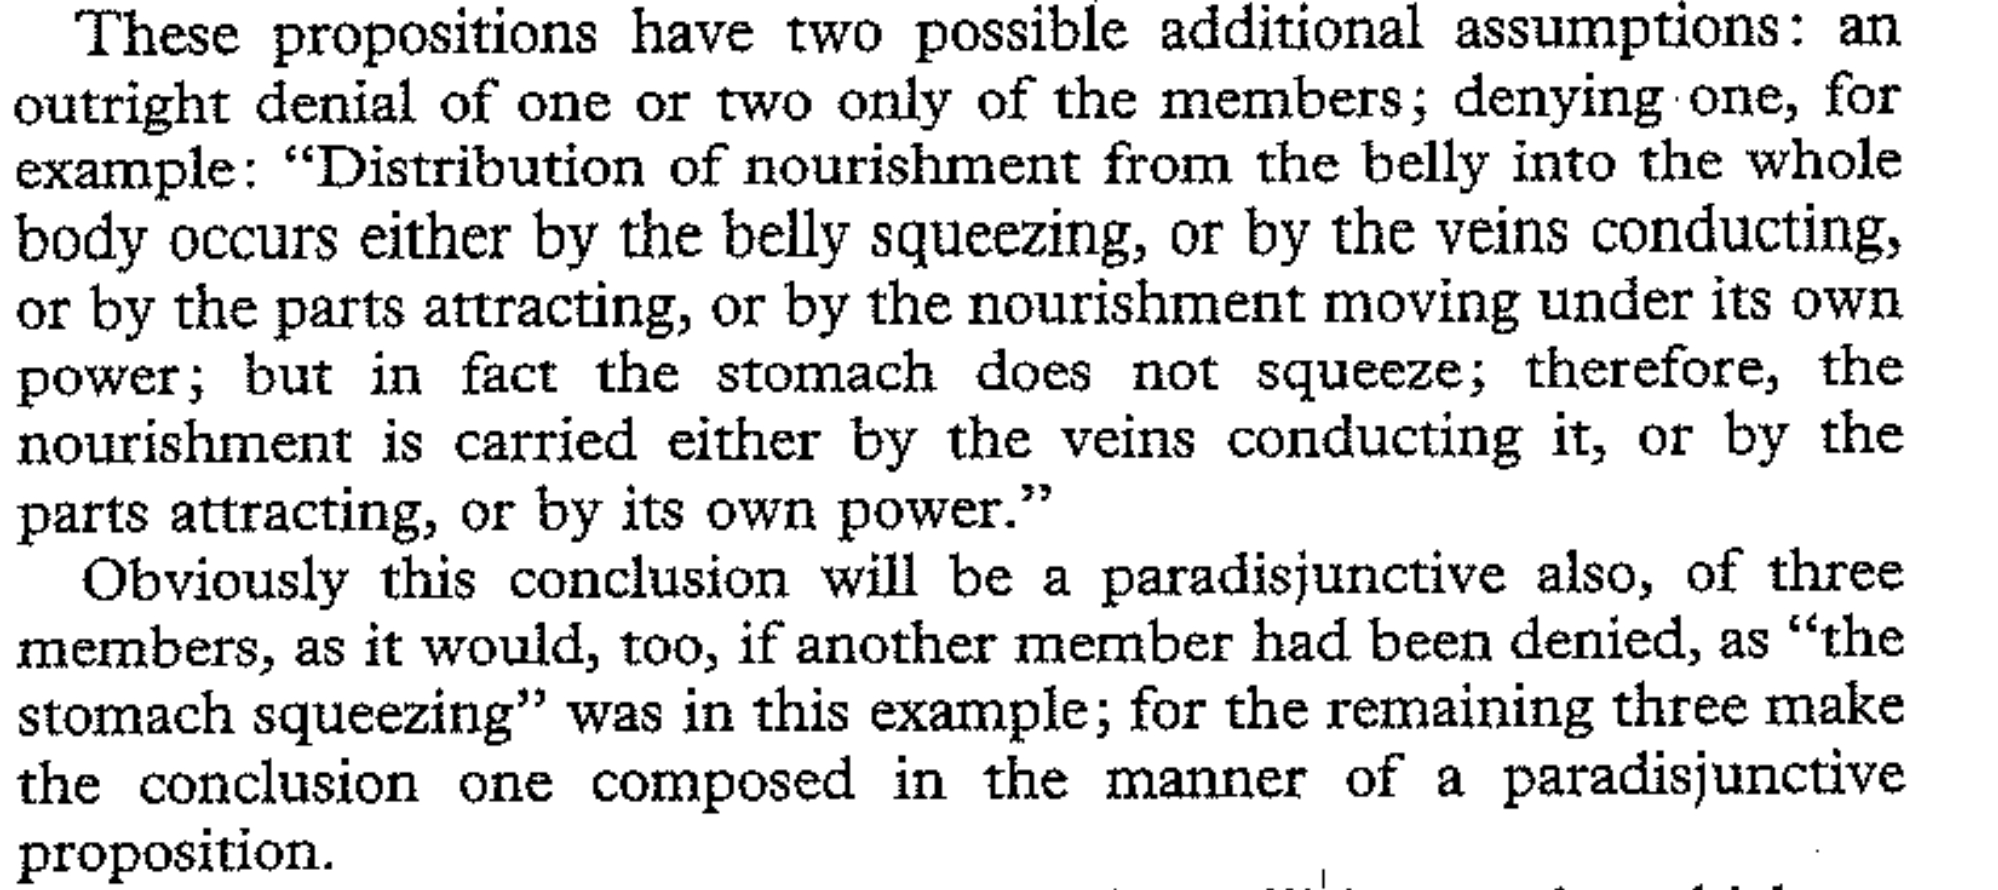 These propositions have two possible additional assumptions: an
outright denial of one or two only of the members; denying one, for
example: “Distribution of nourishment from the belly into the whole
body occurs either by the belly squeezing, or by the veins conducting,
or by the parts attracting, or by the nourishment moving under its own
power; but in fact the stomach does not squeeze; therefore, the
nourishment is carried either by the veins conducting it, or by the
parts attracting, or by its own power.”
Obviously this conclusion will be a paradisjunctive also, of three
members, as it would, too, if another member had been denied, as “the
stomach squeezing” was in this example; for the remaining three make
the conclusion one composed in the manner of a paradisjunctive
proposition.